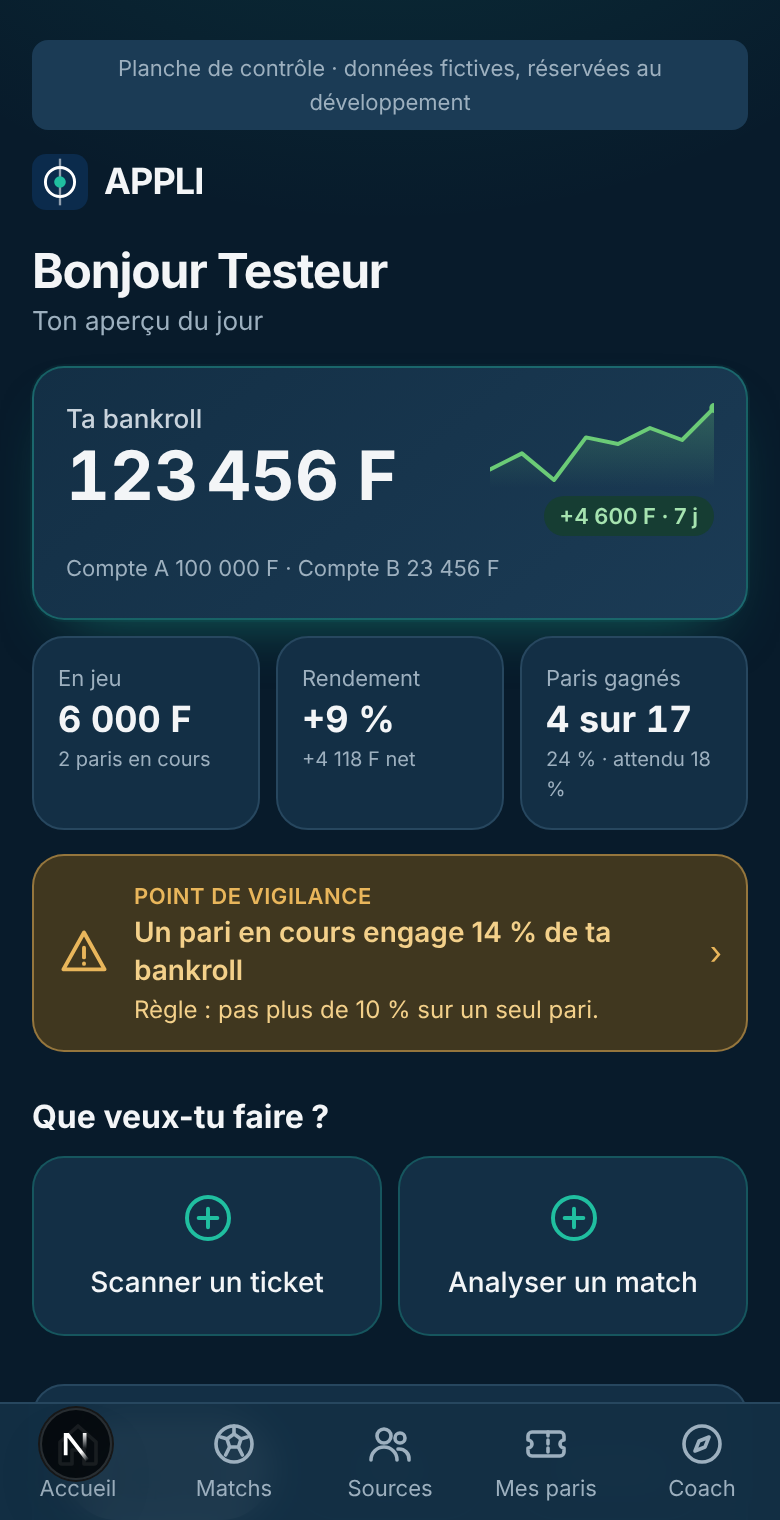 Planche de contrôle · données fictives, réservées au
développement
APPLI
Bonjour Testeur
Ton aperçu du jour
Ta bankroll
123 456 F
+4 600 F · 7 j
Compte A 100 000 F · Compte B 23 456 F
En jeu
6 000 F
2 paris en cours
Rendement
+9 %
+4 118 F net
Paris gagnés
4 sur 17
24 % · attendu 18
%
POINT DE VIGILANCE
Un pari en cours engage 14 % de ta
bankroll
Règle : pas plus de 10 % sur un seul pari.
›
Que veux-tu faire ?
Scanner un ticket
Analyser un match
N
Accueil
Matchs
Sources
Mes paris
Coach